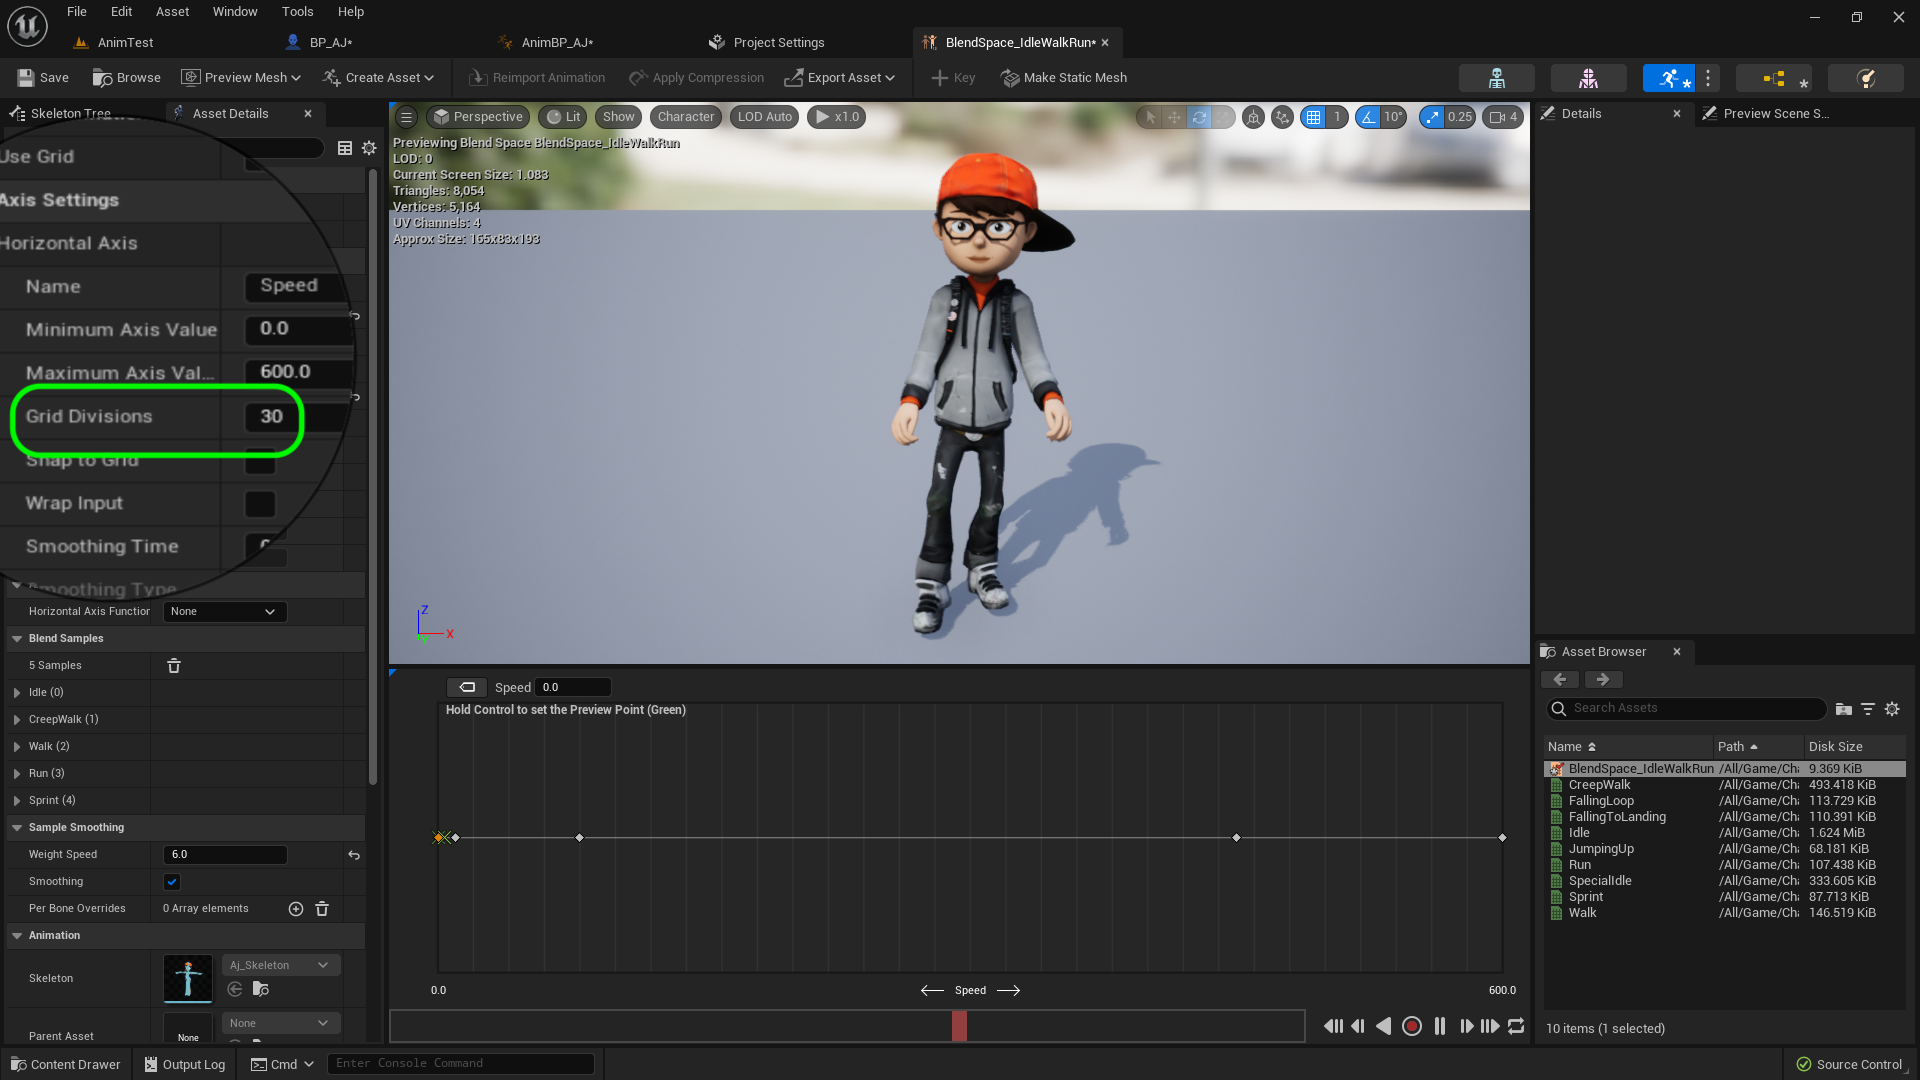 File Edit Asset Window Tools Help
AnimTest BP_AJ* AnimBP_AJ* Project Settings BlendSpace_IdleWalkRun*
Save Browse Preview Mesh Create Asset Reimport Animation Apply Compression Export Asset Key Make Static Mesh
Skeleton Tree Asset Details
Use Grid
Axis Settings
Horizontal Axis
Name Speed
Minimum Axis Value 0.0
Maximum Axis Val... 600.0
Grid Divisions 30
Snap to Grid
Wrap Input
Smoothing Time
Smoothing Type
Horizontal Axis Function None
Blend Samples
5 Samples
Idle (0)
CreepWalk (1)
Walk (2)
Run (3)
Sprint (4)
Sample Smoothing
Weight Speed 6.0
Smoothing
Per Bone Overrides 0 Array elements
Animation
Skeleton Aj_Skeleton
Parent Asset None None
Perspective Lit Show Character LOD Auto x1.0 1 10° 0.25 4
Previewing Blend Space BlendSpace_IdleWalkRun
LOD: 0
Current Screen Size: 1.083
Triangles: 8,054
Vertices: 5,164
UV Channels: 4
Approx Size: 165x83x193
Z
X
Speed 0.0
Hold Control to set the Preview Point (Green)
0.0 Speed 600.0
Details Preview Scene S...
Asset Browser
Search Assets
Name Path Disk Size
BlendSpace_IdleWalkRun /All/Game/Cha 9.369 KiB
CreepWalk /All/Game/Cha 493.418 KiB
FallingLoop /All/Game/Cha 113.729 KiB
FallingToLanding /All/Game/Cha 110.391 KiB
Idle /All/Game/Cha 1.624 MiB
JumpingUp /All/Game/Cha 68.181 KiB
Run /All/Game/Cha 107.438 KiB
SpecialIdle /All/Game/Cha 333.605 KiB
Sprint /All/Game/Cha 87.713 KiB
Walk /All/Game/Cha 146.519 KiB
10 items (1 selected)
Content Drawer Output Log Cmd Enter Console Command Source Control